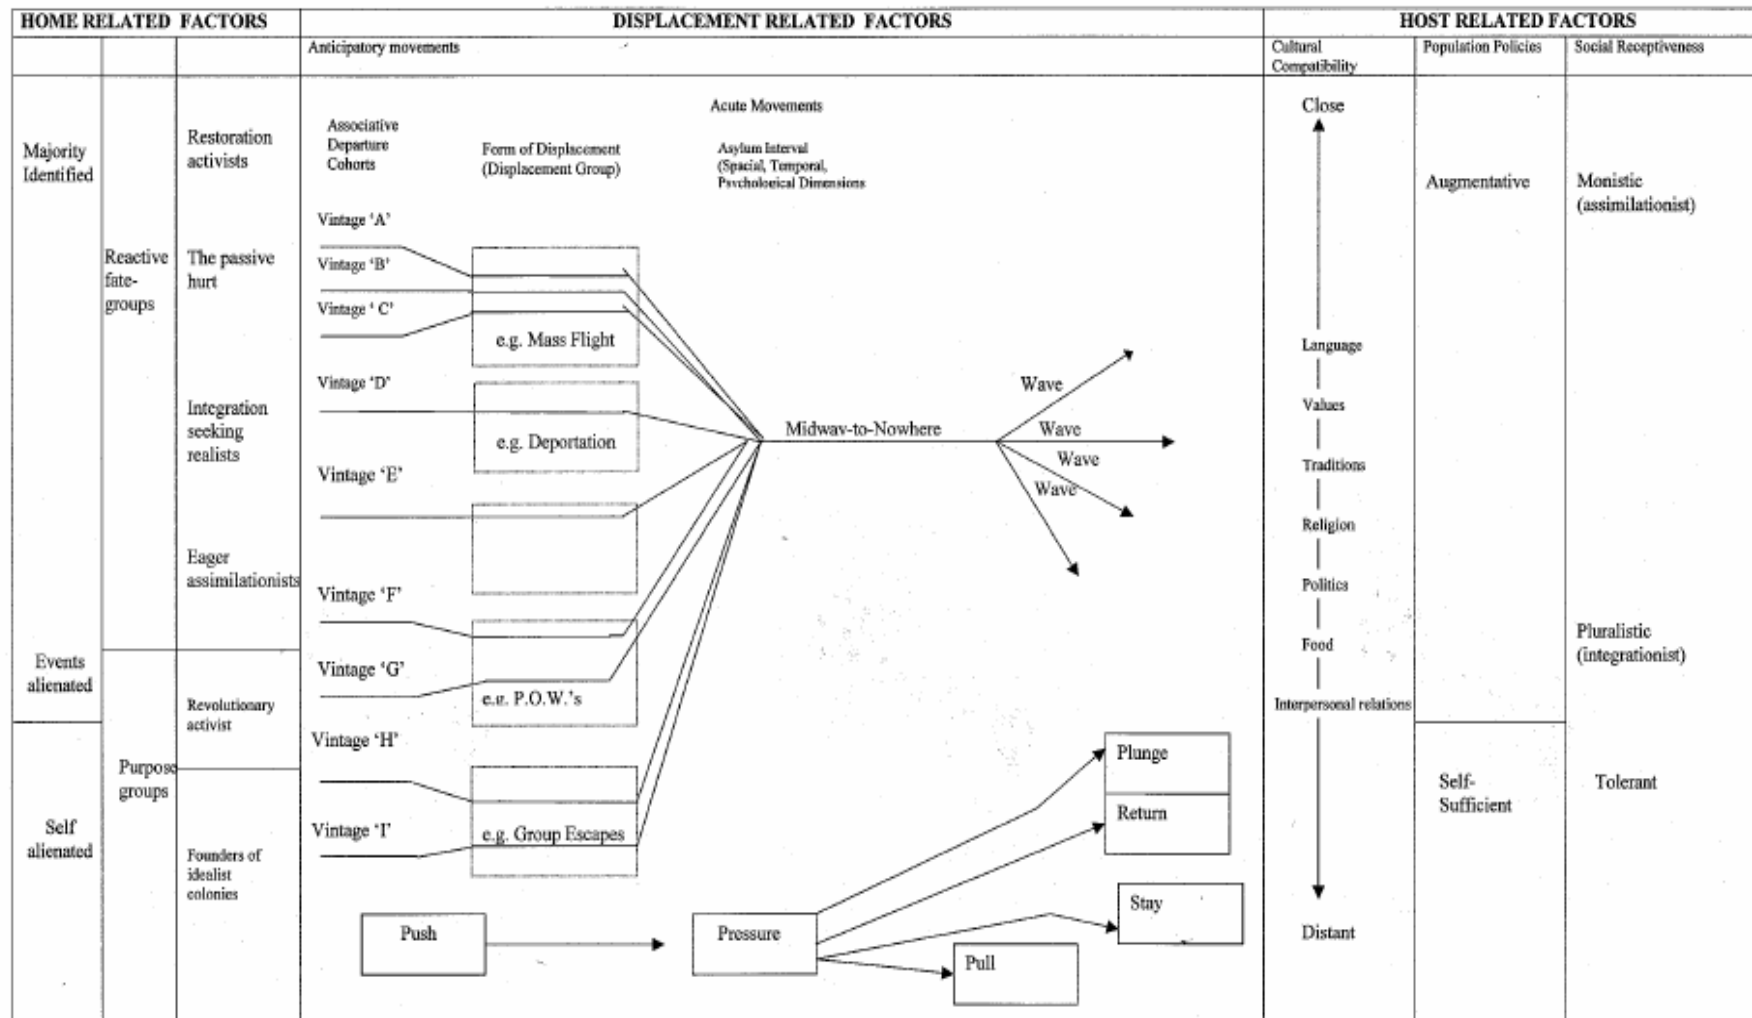 HOME RELATED FACTORS
DISPLACEMENT RELATED FACTORS
HOST RELATED FACTORS
Anticipatory movements
Cultural
Compatibility
Population Policies
Social Receptiveness
Majority
Identified
Events
alienated
Self
alienated
Reactive
fate-
groups
Purpose
groups
Restoration
activists
The passive
hurt
Integration
seeking
realists
Eager
assimilationists
Revolutionary
activist
Founders of
idealist
colonies
Associative
Departure
Cohorts
Form of Displacement
(Displacement Group)
Acute Movements
Asylum Interval
(Spacial, Temporal,
Psychological Dimensions
Vintage 'A'
Vintage 'B'
Vintage ' C'
Vintage 'D'
Vintage 'E'
Vintage 'F'
Vintage 'G'
Vintage 'H'
Vintage 'I'
e.g. Mass Flight
e.g. Deportation
e.g. P.O.W.'s
e.g. Group Escapes
Midway-to-Nowhere
Wave
Wave
Wave
Wave
Push
Pressure
Plunge
Return
Stay
Pull
Close
Language
Values
Traditions
Religion
Politics
Food
Interpersonal relations
Distant
Augmentative
Self-
Sufficient
Monistic
(assimilationist)
Pluralistic
(integrationist)
Tolerant